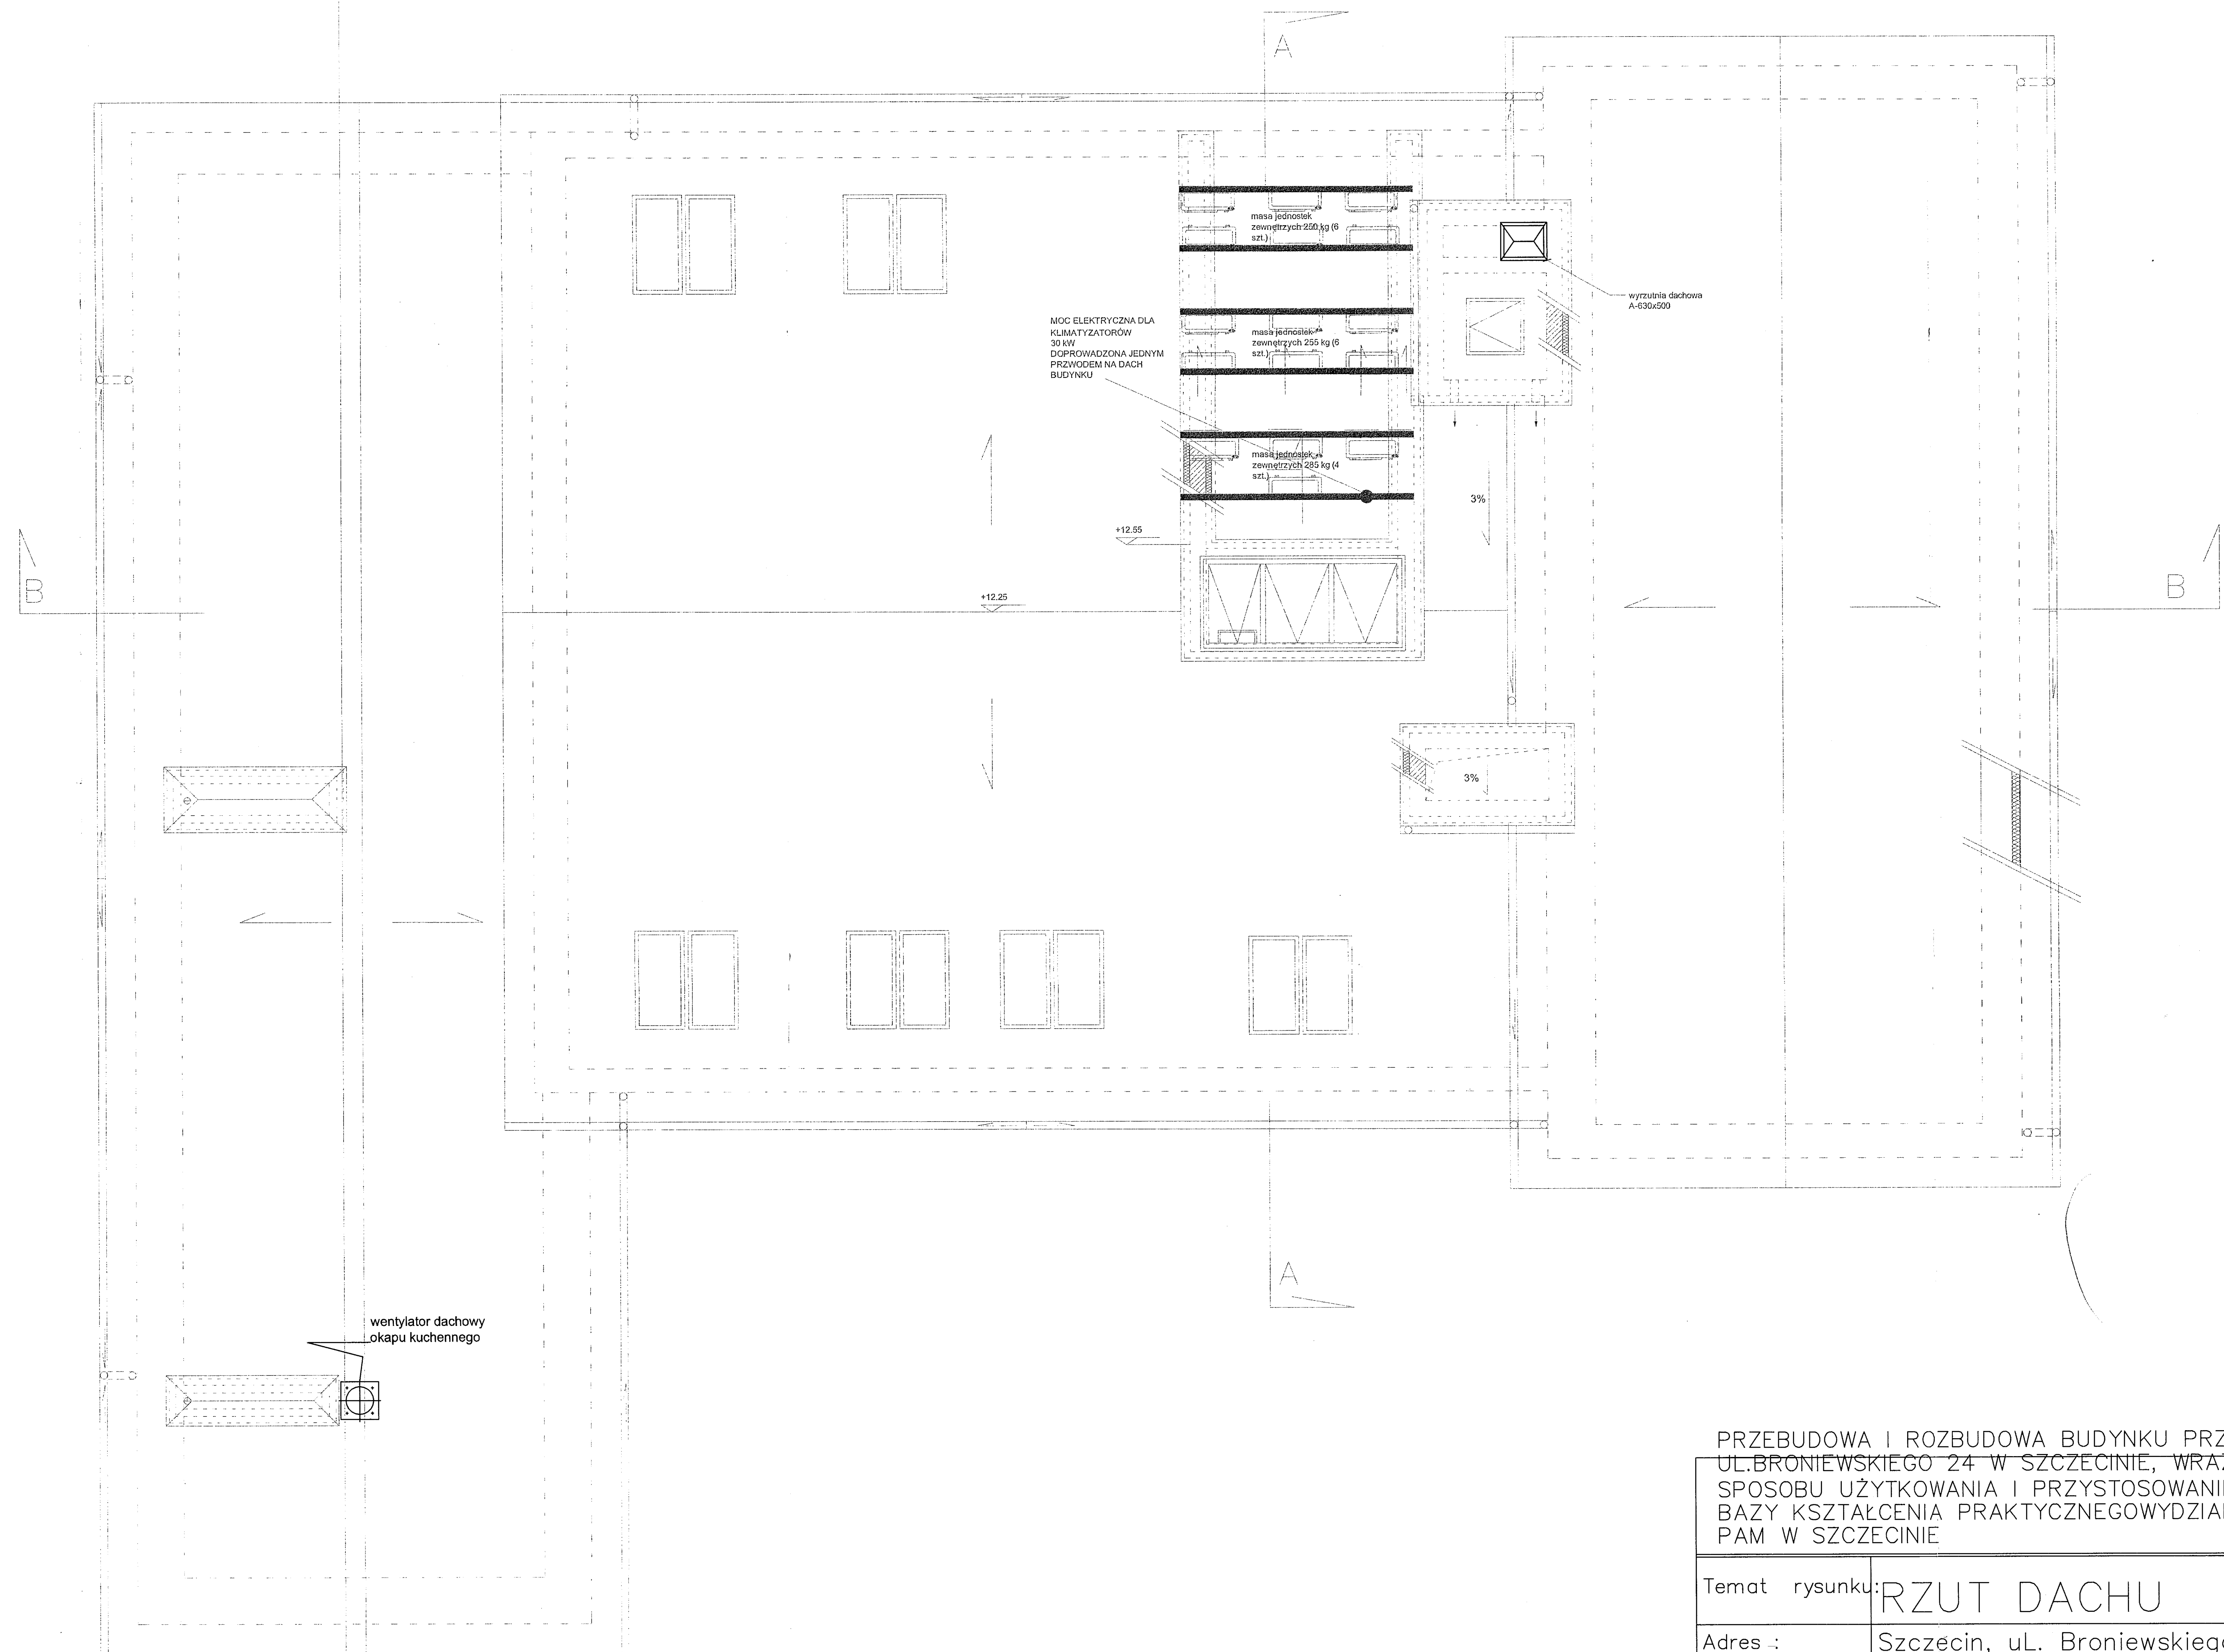 A
masa jednostek
zewnętrzych 250 kg (6
szt.)
wyrzutnia dachowa
A-630x500
MOC ELEKTRYCZNA DLA
KLIMATYZATORÓW
30 kW
DOPROWADZONA JEDNYM
PRZWODEM NA DACH
BUDYNKU
masa jednostek
zewnętrzych 255 kg (6
szt.)
masa jednostek
zewnętrzych 285 kg (4
szt.)
3%
+12.55
B
B
+12.25
3%
A
wentylator dachowy
okapu kuchennego
PRZEBUDOWA I ROZBUDOWA BUDYNKU PRZ
UL.BRONIEWSKIEGO 24 W SZCZECINIE, WRAZ
SPOSOBU UŻYTKOWANIA I PRZYSTOSOWANI
BAZY KSZTAŁCENIA PRAKTYCZNEGOWYDZIA
PAM W SZCZECINIE
Temat rysunku:
RZUT DACHU
Adres :
Szczecin, uL. Broniewskieg